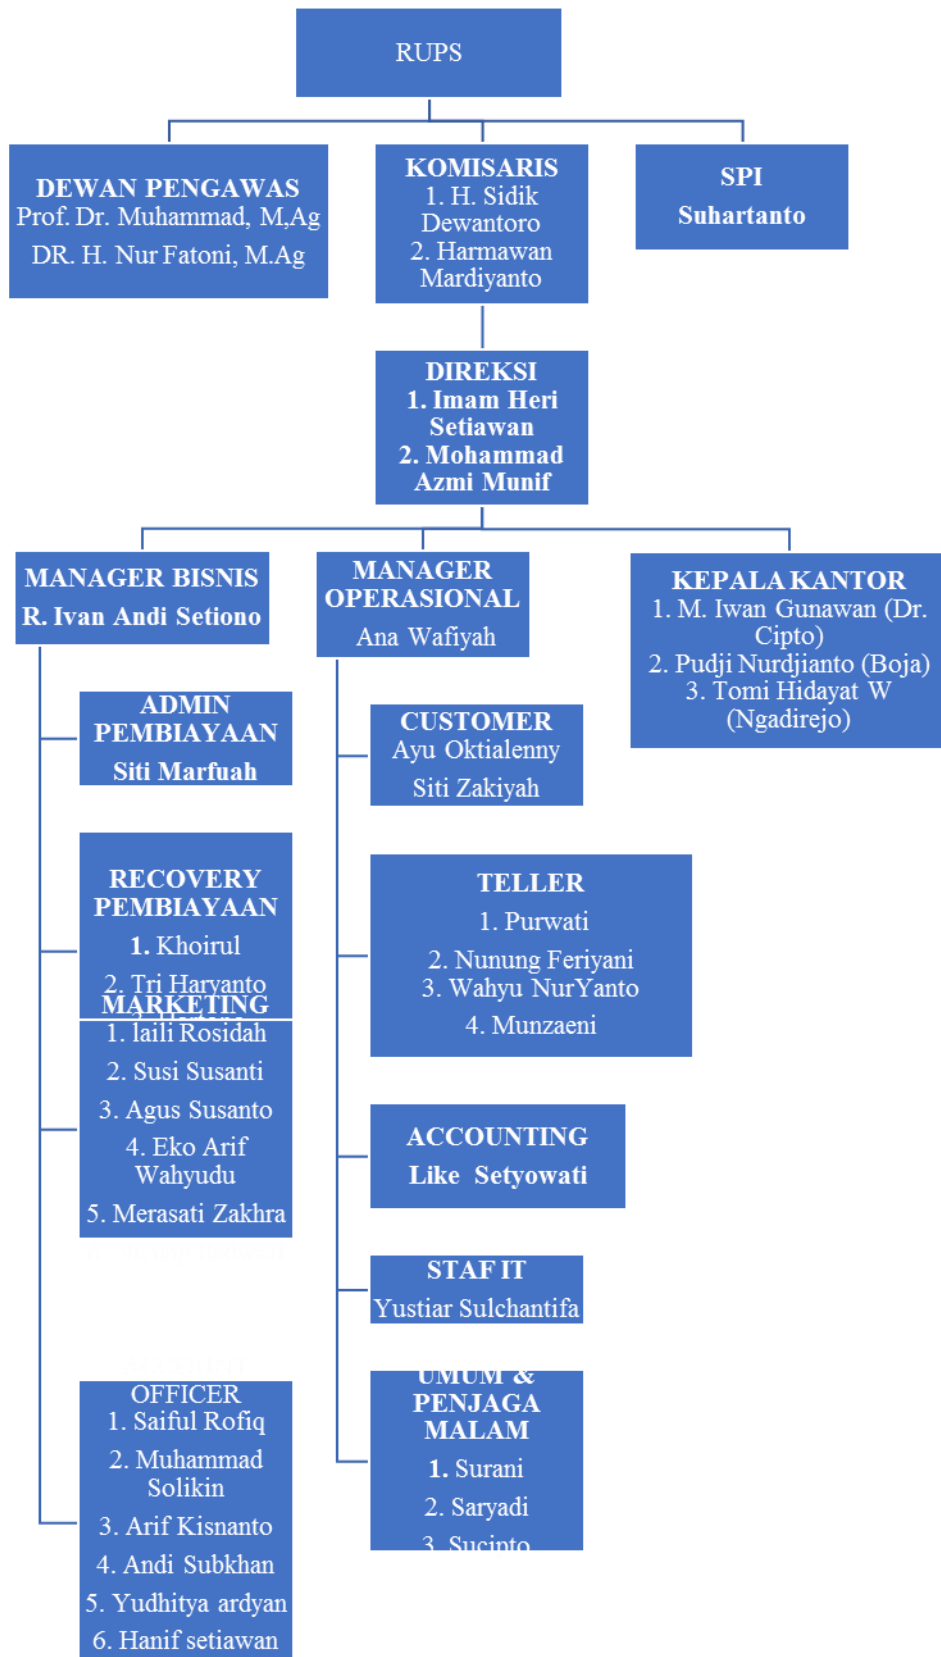 RUPS
DEWAN PENGAWAS
Prof. Dr. Muhammad, M,Ag
DR. H. Nur Fatoni, M.Ag
KOMISARIS
1. H. Sidik
Dewantoro
2. Harmawan
Mardiyanto
SPI
Suhartanto
DIREKSI
1. Imam Heri
Setiawan
2. Mohammad
Azmi Munif
MANAGER BISNIS
R. Ivan Andi Setiono
MANAGER
OPERASIONAL
Ana Wafiyah
KEPALA KANTOR
1. M. Iwan Gunawan (Dr.
Cipto)
2. Pudji Nurdjianto (Boja)
3. Tomi Hidayat W
(Ngadirejo)
ADMIN
PEMBIAYAAN
Siti Marfuah
RECOVERY
PEMBIAYAAN
1. Khoirul
2. Tri Haryanto
MARKETING
1. laili Rosidah
2. Susi Susanti
3. Agus Susanto
4. Eko Arif
Wahyudu
5. Merasati Zakhra
OFFICER
1. Saiful Rofiq
2. Muhammad
Solikin
3. Arif Kisnanto
4. Andi Subkhan
5. Yudhitya ardyan
6. Hanif setiawan
CUSTOMER
Ayu Oktialenny
Siti Zakiyah
TELLER
1. Purwati
2. Nunung Feriyani
3. Wahyu NurYanto
4. Munzaeni
ACCOUNTING
Like Setyowati
STAF IT
Yustiar Sulchantifa
UMUM &
PENJAGA
MALAM
1. Surani
2. Saryadi
3. Sucipto